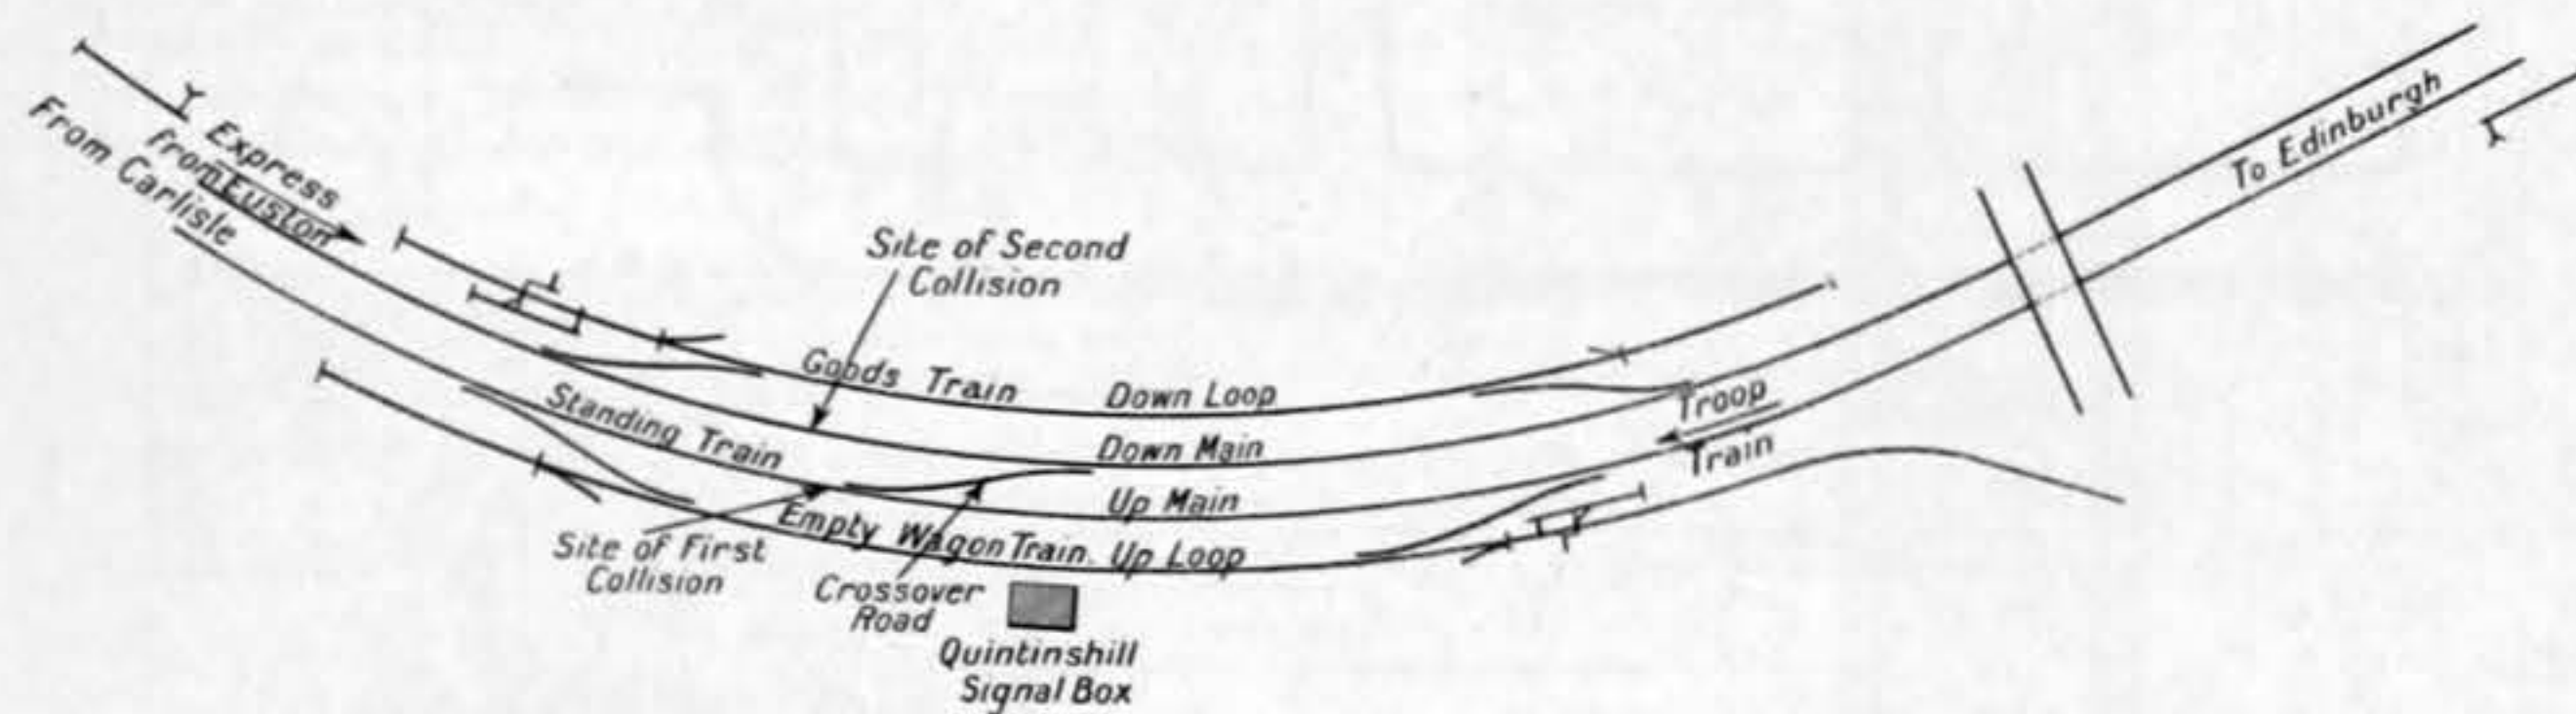 Express
from Euston
From Carlisle
To Edinburgh
Site of Second
Collision
Goods Train
Down Loop
Standing Train
Down Main
Troop
Train
Up Main
Empty Wagon Train.
Up Loop
Site of First
Collision
Crossover
Road
Quintinshill
Signal Box